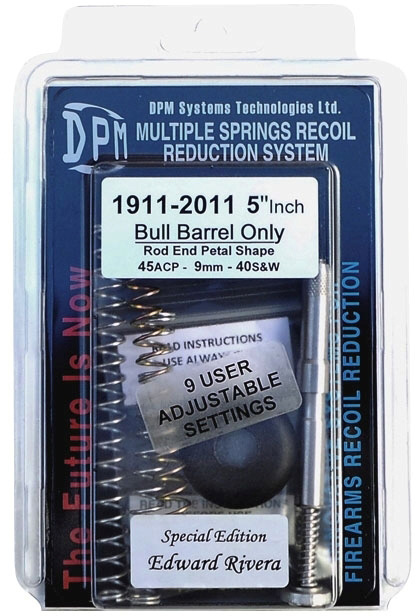 DPM
DPM Systems Technologies Ltd.
MULTIPLE SPRINGS RECOIL
REDUCTION SYSTEM
1911-2011 5"Inch
Bull Barrel Only
Rod End Petal Shape
45ACP - 9mm - 40S&W
The Future Is Now
INSTRUCTIONS
USE
9 USER
ADJUSTABLE
SETTINGS
FIREARMS RECOIL REDUCTION
Special Edition
Edward Rivera